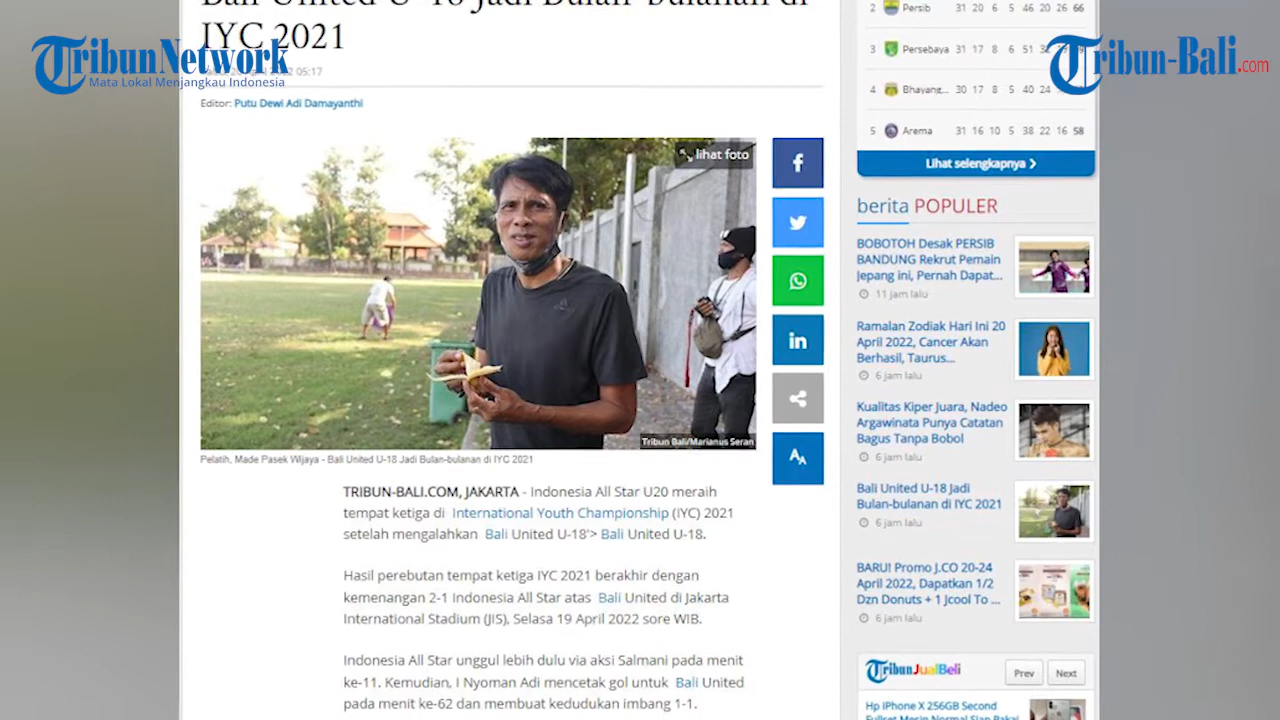 Bali United U-18 Jadi Bulan-bulanan di
IYC 2021
TribunNetwork
Mata Lokal Menjangkau Indonesia
05:17
Editor: Putu Dewi Adi Damayanthi
lihat foto
Tribun Bali/Marianus Seran
Pelatih, Made Pasek Wijaya - Bali United U-18 Jadi Bulan-bulanan di IYC 2021
TRIBUN-BALI.COM, JAKARTA - Indonesia All Star U20 meraih
tempat ketiga di International Youth Championship (IYC) 2021
setelah mengalahkan Bali United U-18'> Bali United U-18.
Hasil perebutan tempat ketiga IYC 2021 berakhir dengan
kemenangan 2-1 Indonesia All Star atas Bali United di Jakarta
International Stadium (JIS), Selasa 19 April 2022 sore WIB.
Indonesia All Star unggul lebih dulu via aksi Salmani pada menit
ke-11. Kemudian, I Nyoman Adi mencetak gol untuk Bali United
pada menit ke-62 dan membuat kedudukan imbang 1-1.
2 Persib 31 20 6 5 46 20 26 66
3 Persebaya 31 17 8 6 51
Tribun-Bali.com
4 Bhayang... 30 17 8 5 40 24
5 Arema 31 16 10 5 38 22 16 58
Lihat selengkapnya
berita POPULER
BOBOTOH Desak PERSIB
BANDUNG Rekrut Pemain
Jepang ini, Pernah Dapat...
11 jam lalu
Ramalan Zodiak Hari Ini 20
April 2022, Cancer Akan
Berhasil, Taurus...
6 jam lalu
Kualitas Kiper Juara, Nadeo
Argawinata Punya Catatan
Bagus Tanpa Bobol
6 jam lalu
Bali United U-18 Jadi
Bulan-bulanan di IYC 2021
6 jam lalu
BARU! Promo J.CO 20-24
April 2022, Dapatkan 1/2
Dzn Donuts + 1 Jcool To ...
6 jam lalu
TribunJualBeli
Prev Next
Hp iPhone X 256GB Second
Fullset Mesin Normal Siap Pakai